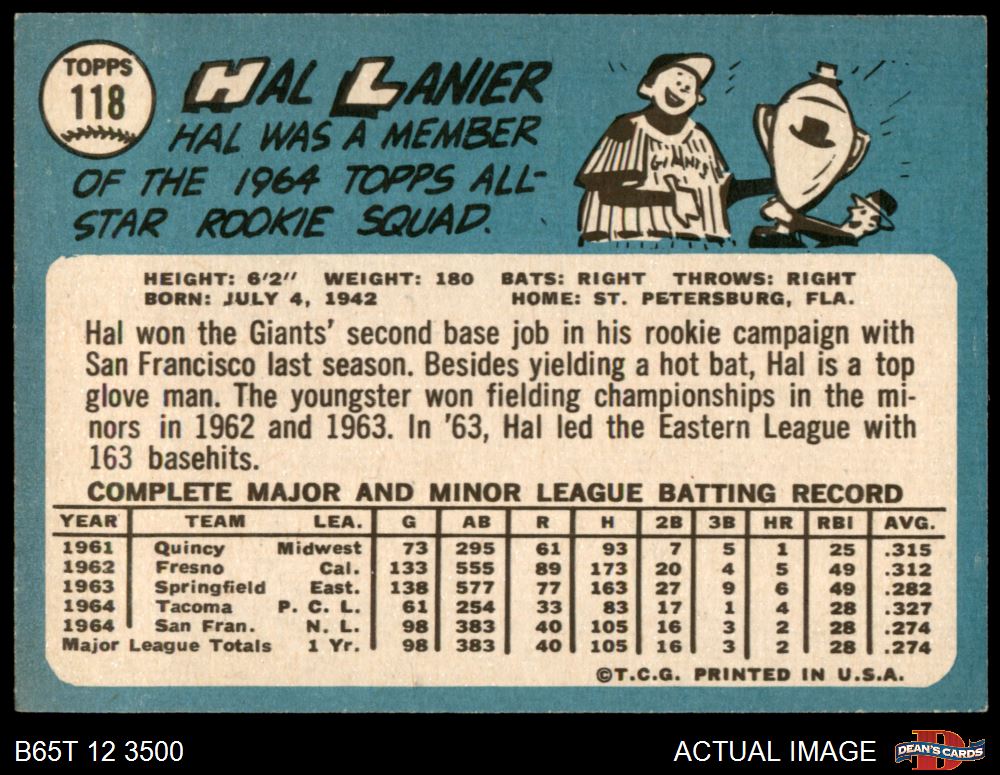 TOPPS
118
HAL LANIER
HAL WAS A MEMBER
OF THE 1964 TOPPS ALL-
STAR ROOKIE SQUAD.
GIANTS
HEIGHT: 6'2" WEIGHT: 180 BATS: RIGHT THROWS: RIGHT
BORN: JULY 4, 1942 HOME: ST. PETERSBURG, FLA.
Hal won the Giants' second base job in his rookie campaign with
San Francisco last season. Besides yielding a hot bat, Hal is a top
glove man. The youngster won fielding championships in the mi-
nors in 1962 and 1963. In '63, Hal led the Eastern League with
163 basehits.
COMPLETE MAJOR AND MINOR LEAGUE BATTING RECORD
YEAR TEAM LEA. G AB R H 2B 3B HR RBI AVG.
1961 Quincy Midwest 73 295 61 93 7 5 1 25 .315
1962 Fresno Cal. 133 555 89 173 20 4 5 49 .312
1963 Springfield East. 138 577 77 163 27 9 6 49 .282
1964 Tacoma P. C. L. 61 254 33 83 17 1 4 28 .327
1964 San Fran. N. L. 98 383 40 105 16 3 2 28 .274
Major League Totals 1 Yr. 98 383 40 105 16 3 2 28 .274
©T.C.G. PRINTED IN U.S.A.
B65T 12 3500
ACTUAL IMAGE
DEAN'S CARDS